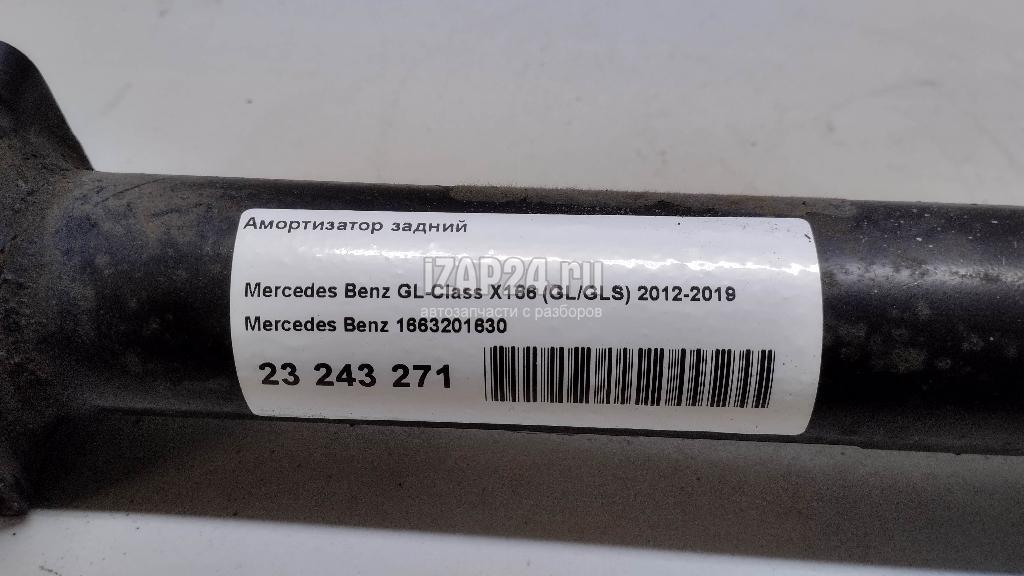 Амортизатор задний
iZAP24.ru
Mercedes Benz GL-Class X166 (GL/GLS) 2012-2019
автозапчасти с разборов
Mercedes Benz 1663201630
23 243 271